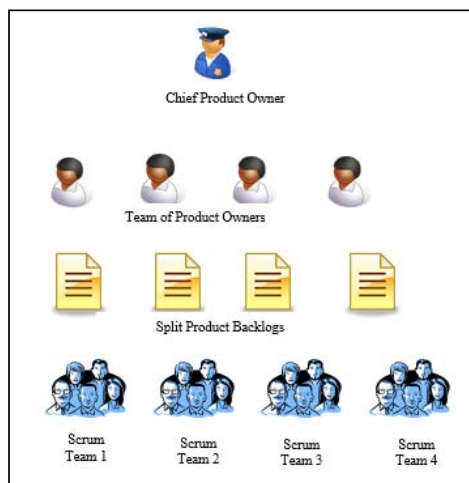 Chief Product Owner
Team of Product Owners
Split Product Backlogs
Scrum
Team 1
Scrum
Team 2
Scrum
Team 3
Scrum
Team 4